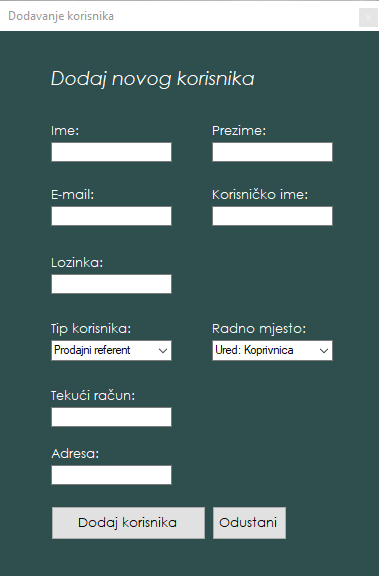 Dodavanje korisnika
Dodaj novog korisnika
Ime: Prezime:
E-mail: Korisničko ime:
Lozinka:
Tip korisnika: Radno mjesto:
Prodajni referent Ured: Koprivnica
Tekući račun:
Adresa:
Dodaj korisnika Odustani